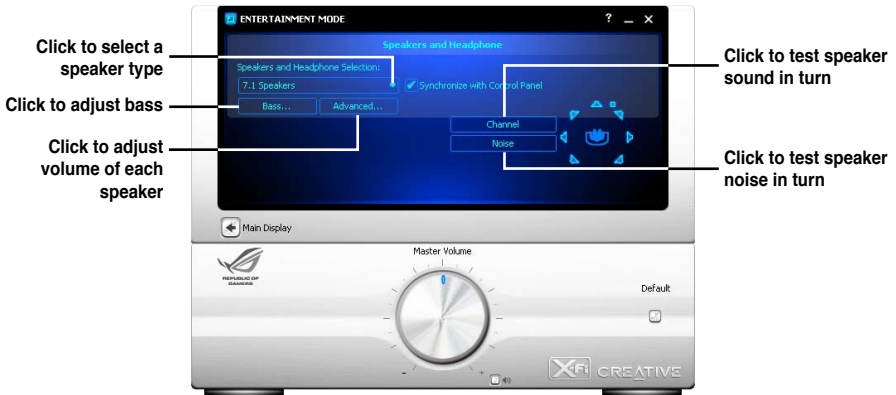 ENTERTAINMENT MODE
? _ X
Speakers and Headphone
Speakers and Headphone Selection:
7.1 Speakers
Synchronize with Control Panel
Bass...
Advanced...
Channel
Noise
Click to select a
speaker type
Click to adjust bass
Click to adjust
volume of each
speaker
Click to test speaker
sound in turn
Click to test speaker
noise in turn
Main Display
REPUBLIC OF
GAMERS
Master Volume
- +
Default
X-Fi CREATIVE